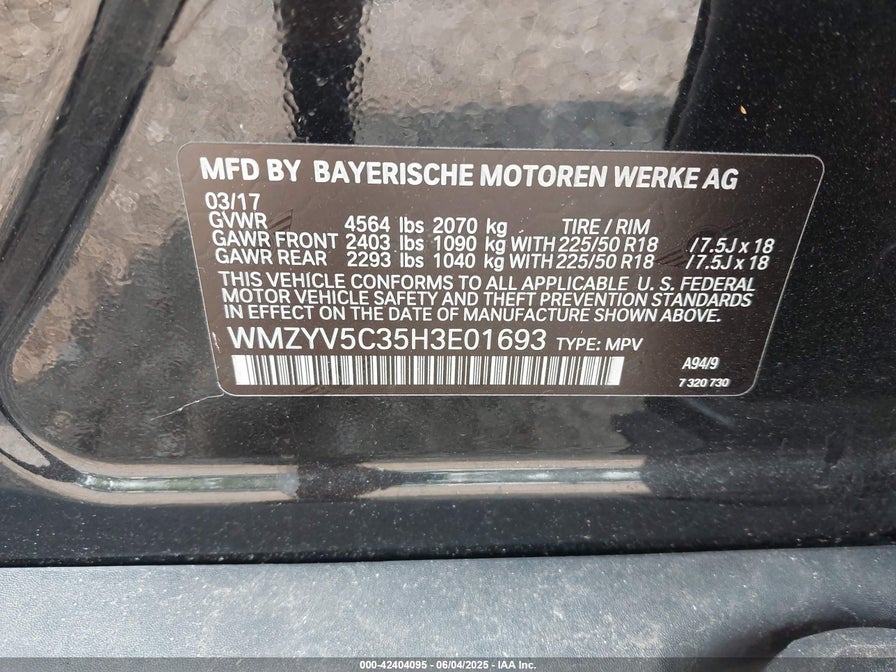 MFD BY BAYERISCHE MOTOREN WERKE AG
03/17
GVWR 4564 lbs 2070 kg TIRE / RIM
GAWR FRONT 2403 lbs 1090 kg WITH 225/50 R18 /7.5J x 18
GAWR REAR 2293 lbs 1040 kg WITH 225/50 R18 /7.5J x 18
THIS VEHICLE CONFORMS TO ALL APPLICABLE U. S. FEDERAL
MOTOR VEHICLE SAFETY AND THEFT PREVENTION STANDARDS
IN EFFECT ON THE DATE OF MANUFACTURE SHOWN ABOVE.
WMZYV5C35H3E01693 TYPE: MPV
A94/9
7 320 730
000-42404095 - 06/04/2025 - IAA Inc.